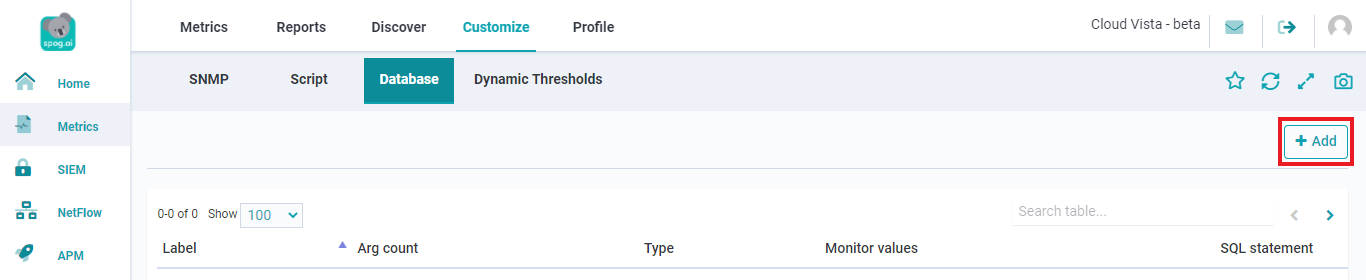 spog.ai
Metrics Reports Discover Customize Profile
Cloud Vista - beta
Home
Metrics
SIEM
NetFlow
APM
SNMP Script Database Dynamic Thresholds
+ Add
0-0 of 0 Show 100
Search table...
Label Arg count Type Monitor values SQL statement